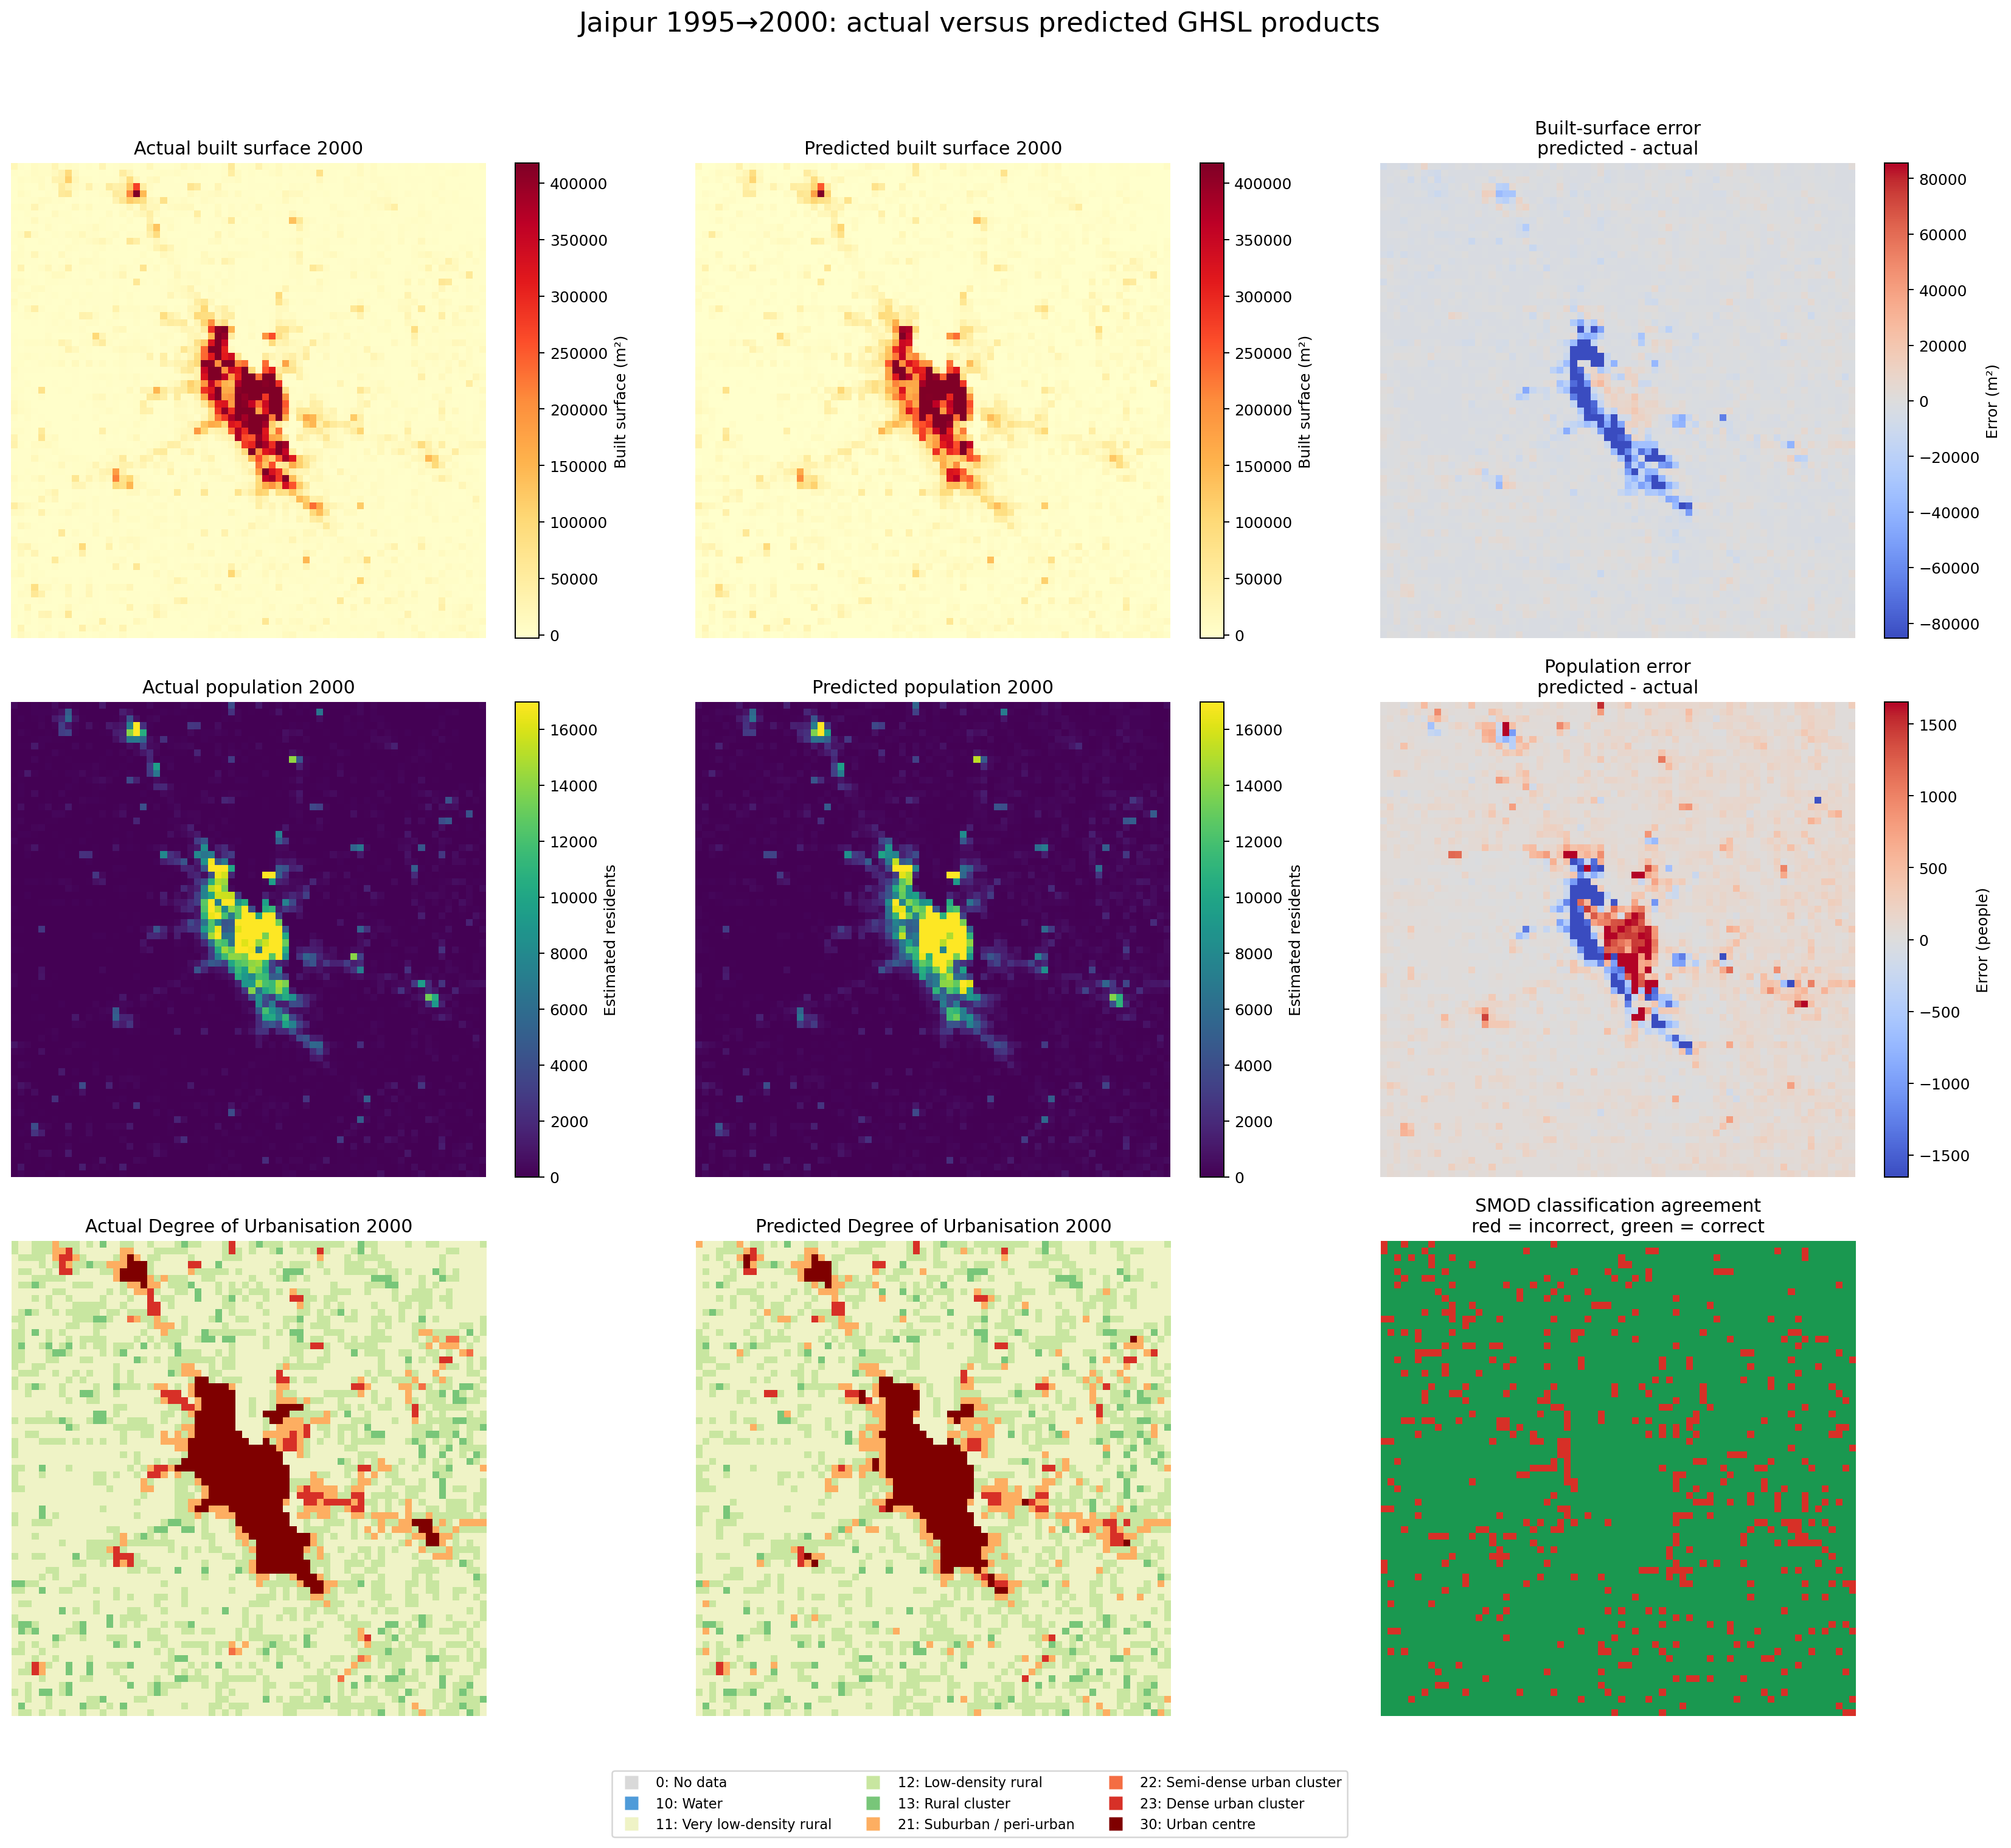 Jaipur 1995→2000: actual versus predicted GHSL products
Actual built surface 2000
400000
350000
300000
250000
200000
150000
100000
50000
0
Built surface (m²)
Predicted built surface 2000
400000
350000
300000
250000
200000
150000
100000
50000
0
Built surface (m²)
Built-surface error
predicted - actual
80000
60000
40000
20000
0
−20000
−40000
−60000
−80000
Error (m²)
Actual population 2000
16000
14000
12000
10000
8000
6000
4000
2000
0
Estimated residents
Predicted population 2000
16000
14000
12000
10000
8000
6000
4000
2000
0
Estimated residents
Population error
predicted - actual
1500
1000
500
0
−500
−1000
−1500
Error (people)
Actual Degree of Urbanisation 2000
Predicted Degree of Urbanisation 2000
SMOD classification agreement
red = incorrect, green = correct
0: No data
10: Water
11: Very low-density rural
12: Low-density rural
13: Rural cluster
21: Suburban / peri-urban
22: Semi-dense urban cluster
23: Dense urban cluster
30: Urban centre